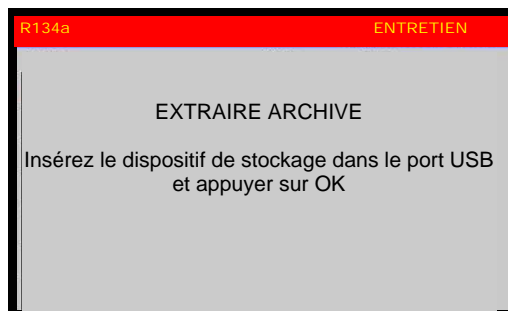 R134a ENTRETIEN
EXTRAIRE ARCHIVE
Insérez le dispositif de stockage dans le port USB
et appuyer sur OK